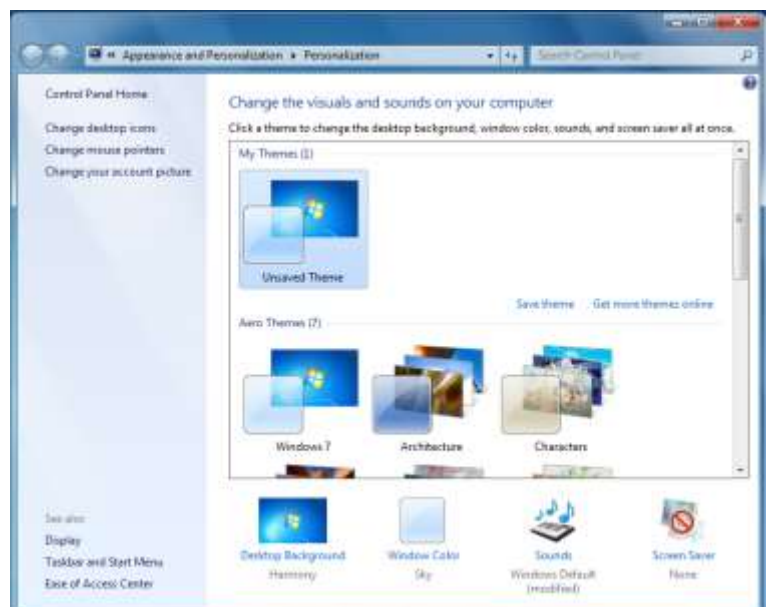 « Appearance and Personalization ▸ Personalization
Search Control Panel
Control Panel Home
Change desktop icons
Change mouse pointers
Change your account picture
Change the visuals and sounds on your computer
Click a theme to change the desktop background, window color, sounds, and screen saver all at once.
My Themes (1)
Unsaved Theme
Save theme Get more themes online
Aero Themes (7)
Windows 7 Architecture Characters
See also
Display
Taskbar and Start Menu
Ease of Access Center
Desktop Background Window Color Sounds Screen Saver
Harmony Sky Windows Default None
(modified)